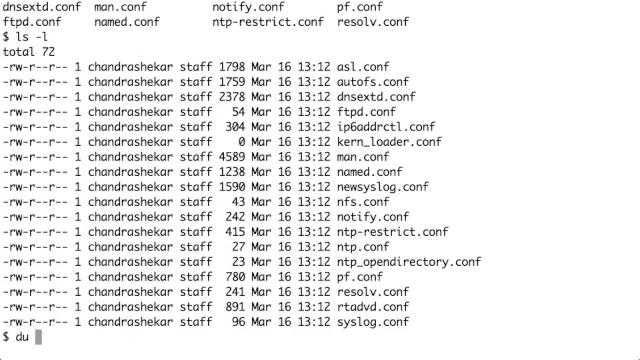 dnsextd.conf  man.conf          notify.conf        pf.conf
ftpd.conf     named.conf        ntp-restrict.conf  resolv.conf
$ ls -l
total 72
-rw-r--r-- 1 chandrashekar staff 1798 Mar 16 13:12 asl.conf
-rw-r--r-- 1 chandrashekar staff 1759 Mar 16 13:12 autofs.conf
-rw-r--r-- 1 chandrashekar staff 2378 Mar 16 13:12 dnsextd.conf
-rw-r--r-- 1 chandrashekar staff   54 Mar 16 13:12 ftpd.conf
-rw-r--r-- 1 chandrashekar staff  304 Mar 16 13:12 ip6addrctl.conf
-rw-r--r-- 1 chandrashekar staff    0 Mar 16 13:12 kern_loader.conf
-rw-r--r-- 1 chandrashekar staff 4589 Mar 16 13:12 man.conf
-rw-r--r-- 1 chandrashekar staff 1238 Mar 16 13:12 named.conf
-rw-r--r-- 1 chandrashekar staff 1590 Mar 16 13:12 newsyslog.conf
-rw-r--r-- 1 chandrashekar staff   43 Mar 16 13:12 nfs.conf
-rw-r--r-- 1 chandrashekar staff  242 Mar 16 13:12 notify.conf
-rw-r--r-- 1 chandrashekar staff  415 Mar 16 13:12 ntp-restrict.conf
-rw-r--r-- 1 chandrashekar staff   27 Mar 16 13:12 ntp.conf
-rw-r--r-- 1 chandrashekar staff   23 Mar 16 13:12 ntp_opendirectory.conf
-rw-r--r-- 1 chandrashekar staff  780 Mar 16 13:12 pf.conf
-rw-r--r-- 1 chandrashekar staff  241 Mar 16 13:12 resolv.conf
-rw-r--r-- 1 chandrashekar staff  891 Mar 16 13:12 rtadvd.conf
-rw-r--r-- 1 chandrashekar staff   96 Mar 16 13:12 syslog.conf
$ du